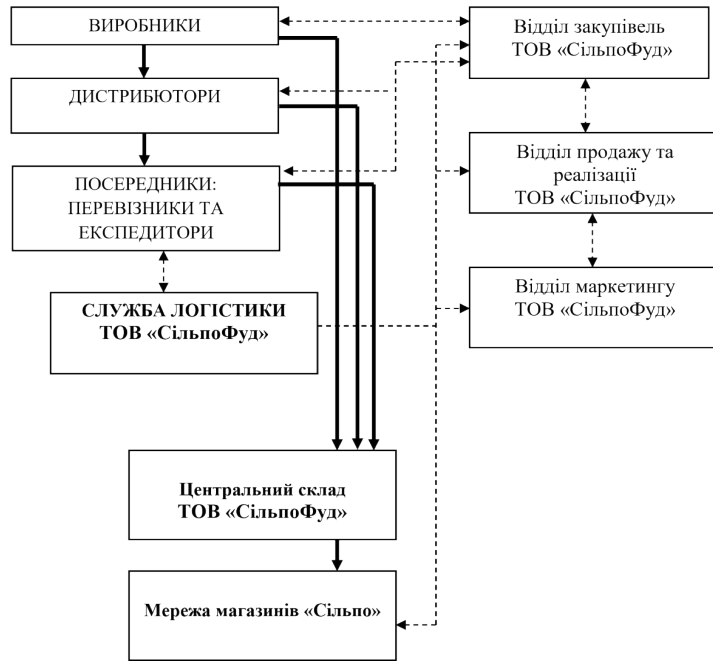 ВИРОБНИКИ
ДИСТРИБЮТОРИ
ПОСЕРЕДНИКИ:
ПЕРЕВІЗНИКИ ТА
ЕКСПЕДИТОРИ
СЛУЖБА ЛОГІСТИКИ
ТОВ «СільпоФуд»
Відділ закупівель
ТОВ «СільпоФуд»
Відділ продажу та
реалізації
ТОВ «СільпоФуд»
Відділ маркетингу
ТОВ «СільпоФуд»
Центральний склад
ТОВ «СільпоФуд»
Мережа магазинів «Сільпо»